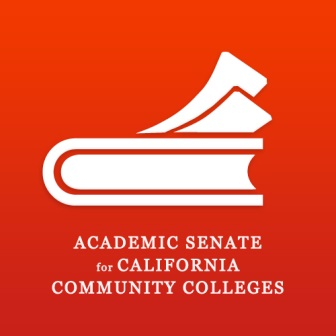 ACADEMIC SENATE
for CALIFORNIA
COMMUNITY COLLEGES